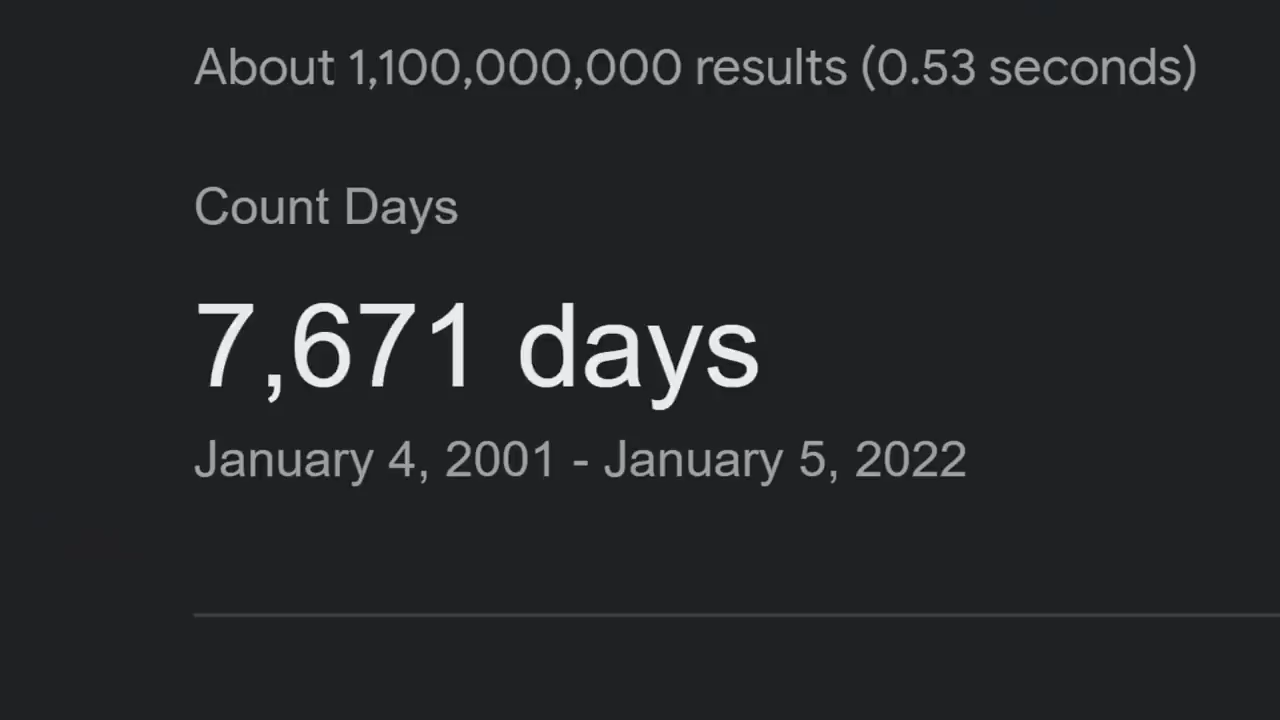 About 1,100,000,000 results (0.53 seconds)
Count Days
7,671 days
January 4, 2001 - January 5, 2022